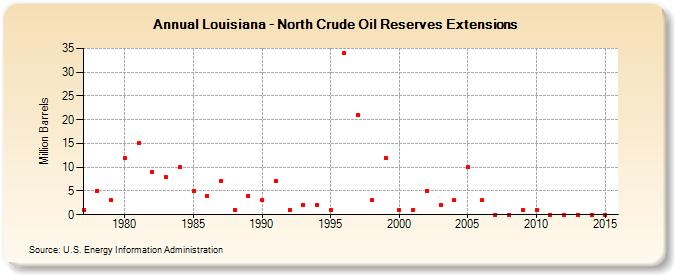 Annual Louisiana - North Crude Oil Reserves Extensions
Million Barrels
35
30
25
20
15
10
5
0
1980 1985 1990 1995 2000 2005 2010 2015
Source: U.S. Energy Information Administration